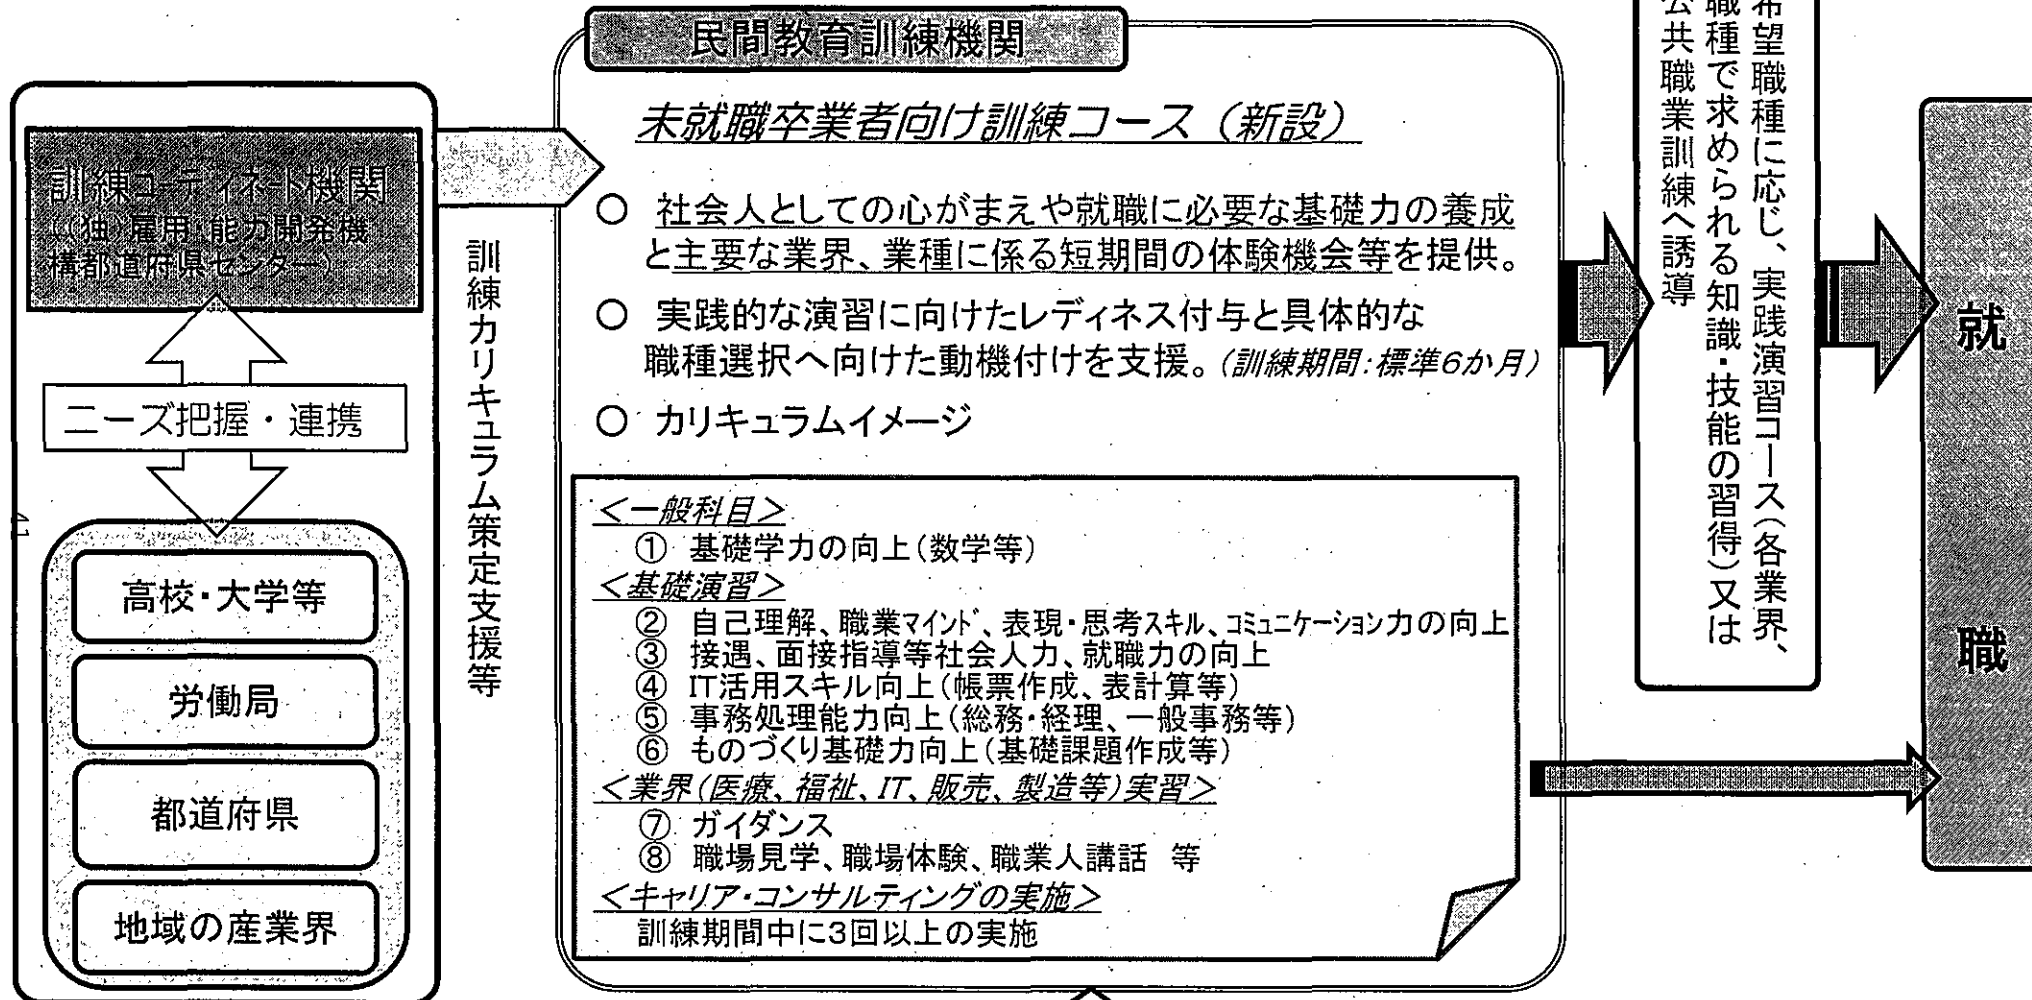 民間教育訓練機関
未就職卒業者向け訓練コース（新設）
○ 社会人としての心がまえや就職に必要な基礎力の養成
と主要な業界、業種に係る短期間の体験機会等を提供。
○ 実践的な演習に向けたレディネス付与と具体的な
職種選択へ向けた動機付けを支援。(訓練期間:標準6か月)
○ カリキュラムイメージ
＜一般科目＞
① 基礎学力の向上(数学等)
＜基礎演習＞
② 自己理解、職業マインド、表現・思考スキル、コミュニケーション力の向上
③ 接遇、面接指導等社会人力、就職力の向上
④ IT活用スキル向上(帳票作成、表計算等)
⑤ 事務処理能力向上(総務・経理、一般事務等)
⑥ ものづくり基礎力向上(基礎課題作成等)
＜業界(医療、福祉、IT、販売、製造等)実習＞
⑦ ガイダンス
⑧ 職場見学、職場体験、職業人講話 等
＜キャリア・コンサルティングの実施＞
訓練期間中に3回以上の実施
訓練コーディネート機関
(独)雇用・能力開発機
構都道府県センター)
ニーズ把握・連携
高校・大学等
労働局
都道府県
地域の産業界
訓練カリキュラム策定支援等
希望職種に応じ、実践演習コース(各業界、
職種で求められる知識・技能の習得)又は
公共職業訓練へ誘導
就職
41